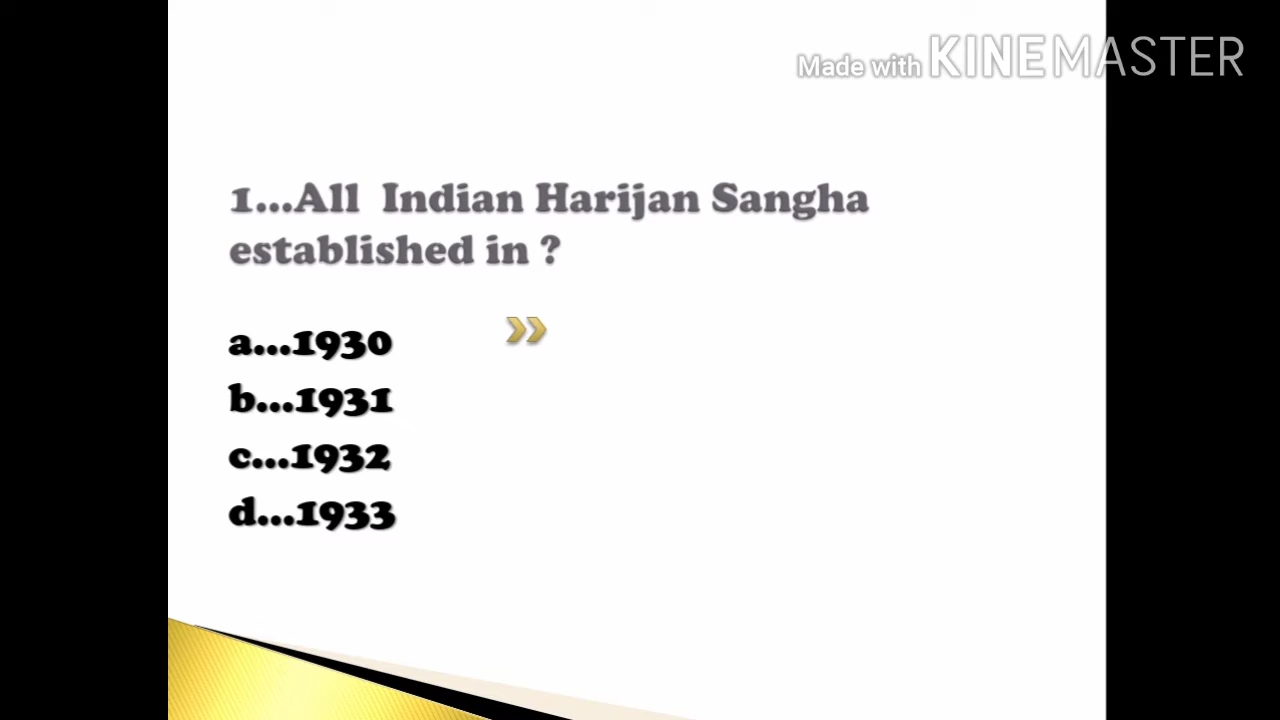 Made with KINEMASTER
1...All Indian Harijan Sangha
established in ?
a...1930
b...1931
c...1932
d...1933